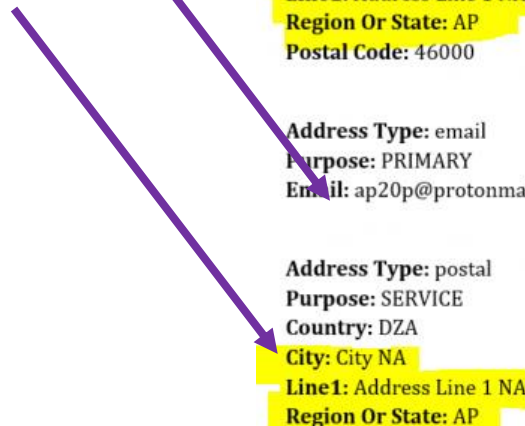 Region Or State: AP
Postal Code: 46000
Address Type: email
Purpose: PRIMARY
Email: ap20p@protonma
Address Type: postal
Purpose: SERVICE
Country: DZA
City: City NA
Line1: Address Line 1 NA
Region Or State: AP